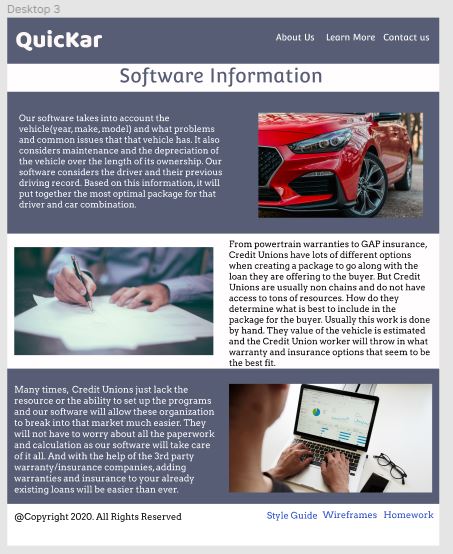 Desktop 3
QuicKar
About Us Learn More Contact us
Software Information
Our software takes into account the
vehicle(year, make, model) and what problems
and common issues that that vehicle has. It also
considers maintenance and the depreciation of
the vehicle over the length of its ownership. Our
software considers the driver and their previous
driving record. Based on this information, it will
put together the most optimal package for that
driver and car combination.
From powertrain warranties to GAP insurance,
Credit Unions have lots of different options
when creating a package to go along with the
loan they are offering to the buyer. But Credit
Unions are usually non chains and do not have
access to tons of resources. How do they
determine what is best to include in the
package for the buyer. Usually this work is done
by hand. They value of the vehicle is estimated
and the Credit Union worker will throw in what
warranty and insurance options that seem to be
the best fit.
Many times, Credit Unions just lack the
resource or the ability to set up the programs
and our software will allow these organization
to break into that market much easier. They
will not have to worry about all the paperwork
and calculation as our software will take care
of it all. And with the help of the 3rd party
warranty/insurance companies, adding
warranties and insurance to your already
existing loans will be easier than ever.
@Copyright 2020. All Rights Reserved
Style Guide Wireframes Homework